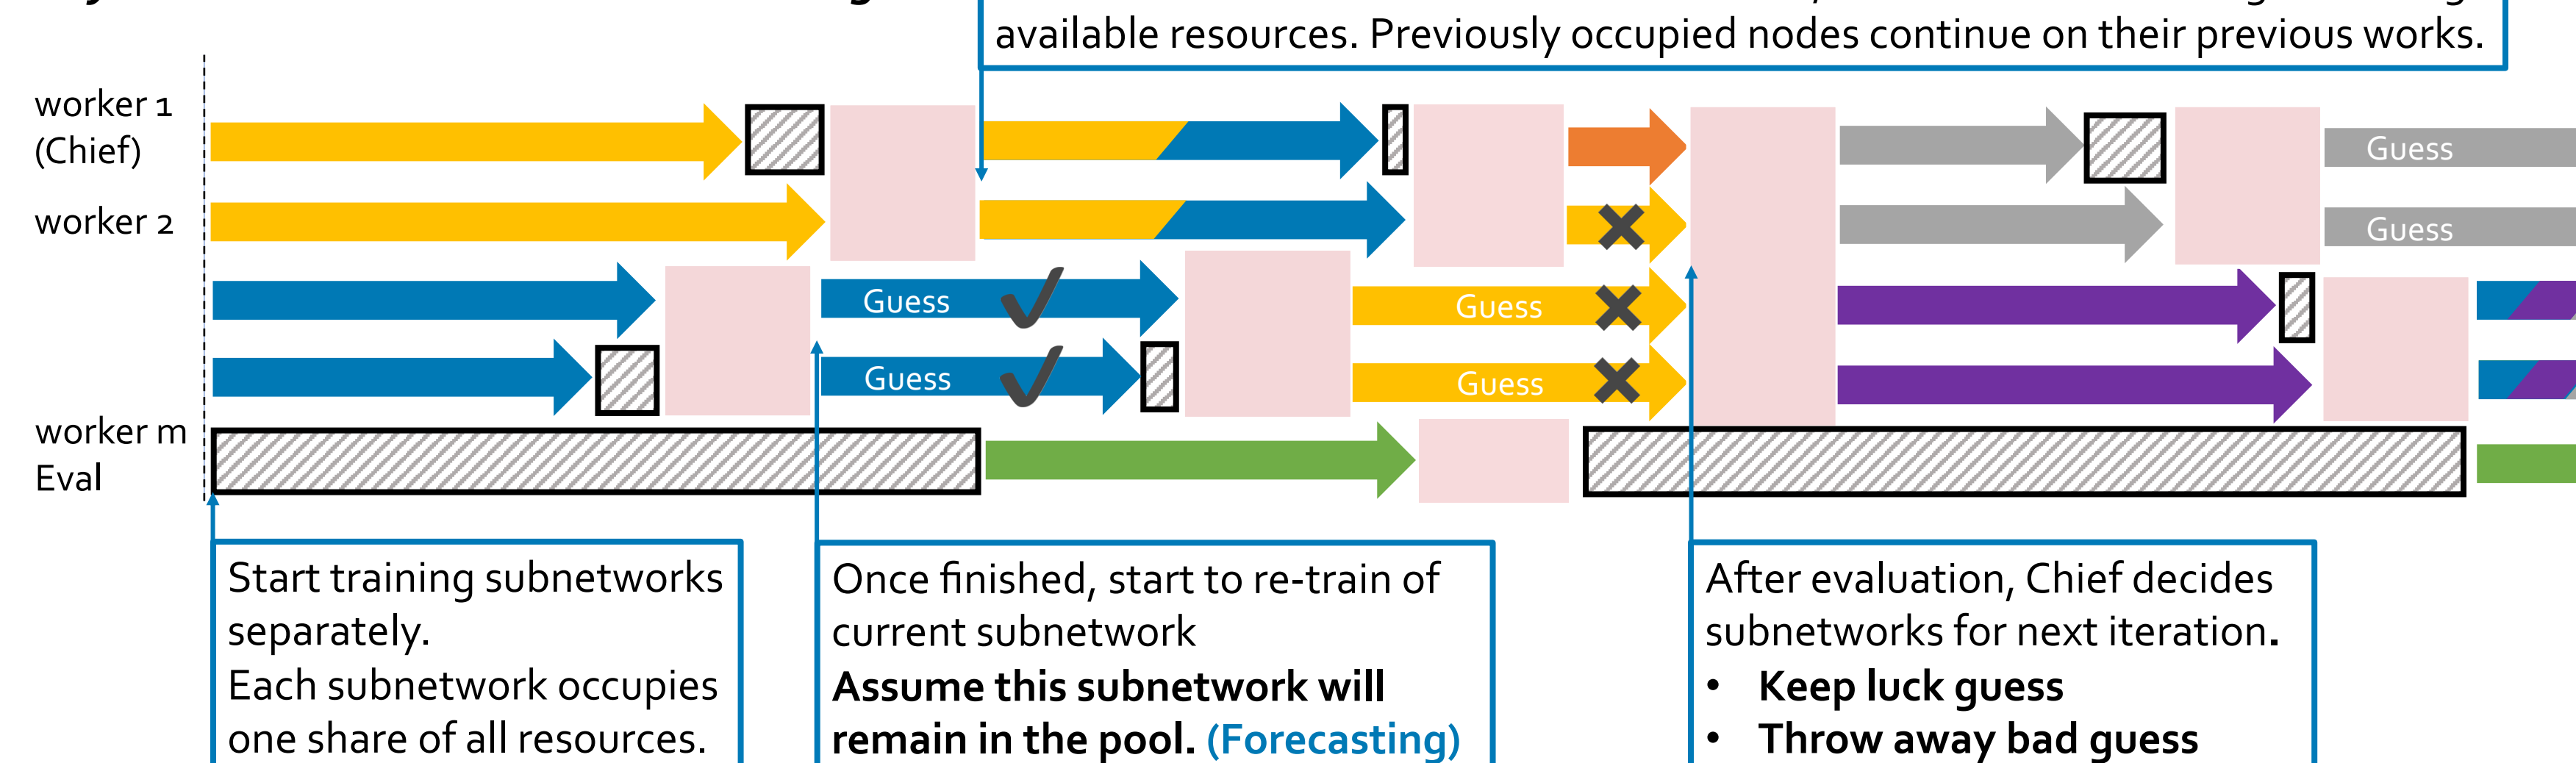 available resources. Previously occupied nodes continue on their previous works.
worker 1
(Chief)
Guess
worker 2
Guess
Guess
Guess
Guess
Guess
worker m
Eval
Start training subnetworks
separately.
Each subnetwork occupies
one share of all resources.
Once finished, start to re-train of
current subnetwork
Assume this subnetwork will
remain in the pool. (Forecasting)
After evaluation, Chief decides
subnetworks for next iteration.
• Keep luck guess
• Throw away bad guess